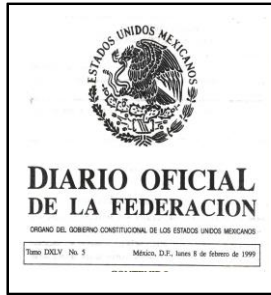 ESTADOS UNIDOS MEXICANOS
DIARIO OFICIAL
DE LA FEDERACION
ORGANO DEL GOBIERNO CONSTITUCIONAL DE LOS ESTADOS UNIDOS MEXICANOS
Tomo DXLV No. 5 México, D.F., lunes 8 de febrero de 1999